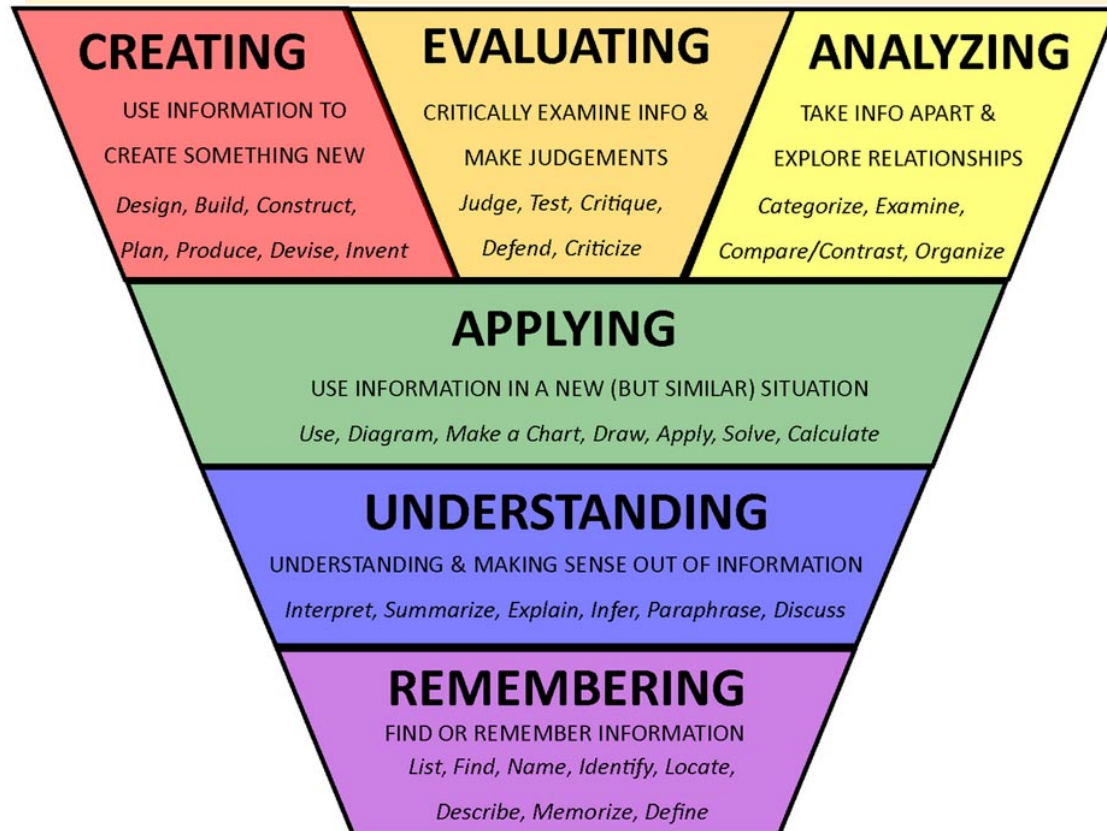 CREATING
USE INFORMATION TO
CREATE SOMETHING NEW
Design, Build, Construct,
Plan, Produce, Devise, Invent
EVALUATING
CRITICALLY EXAMINE INFO &
MAKE JUDGEMENTS
Judge, Test, Critique,
Defend, Criticize
ANALYZING
TAKE INFO APART &
EXPLORE RELATIONSHIPS
Categorize, Examine,
Compare/Contrast, Organize
APPLYING
USE INFORMATION IN A NEW (BUT SIMILAR) SITUATION
Use, Diagram, Make a Chart, Draw, Apply, Solve, Calculate
UNDERSTANDING
UNDERSTANDING & MAKING SENSE OUT OF INFORMATION
Interpret, Summarize, Explain, Infer, Paraphrase, Discuss
REMEMBERING
FIND OR REMEMBER INFORMATION
List, Find, Name, Identify, Locate,
Describe, Memorize, Define